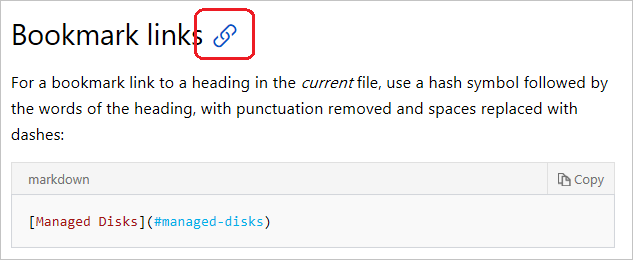 Bookmark links
For a bookmark link to a heading in the current file, use a hash symbol followed by
the words of the heading, with punctuation removed and spaces replaced with
dashes:
markdown
Copy
[Managed Disks](#managed-disks)